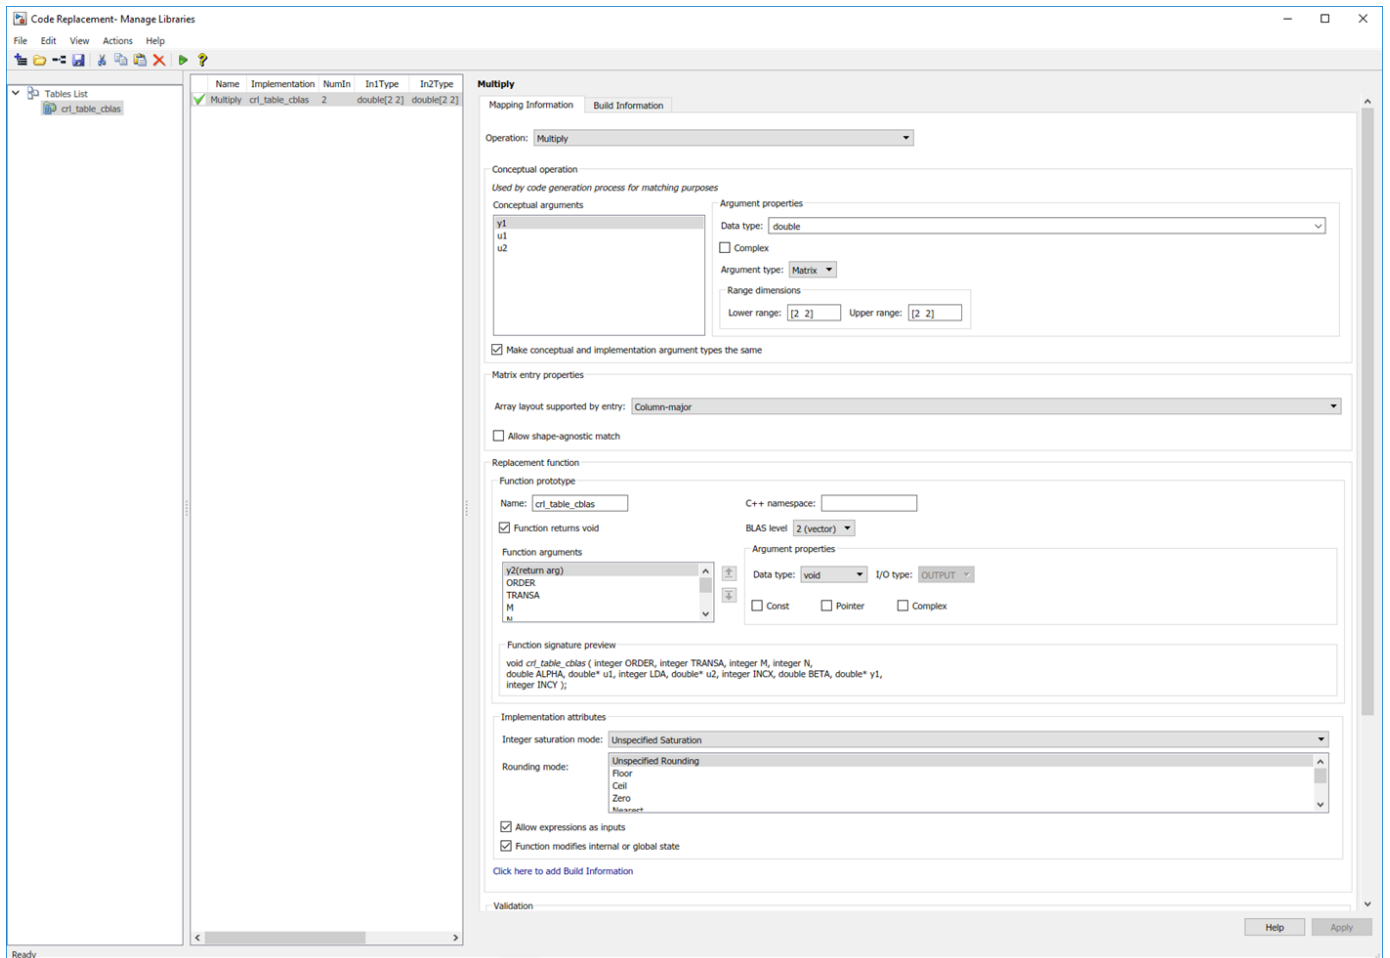 Code Replacement- Manage Libraries
File Edit View Actions Help
Tables List
crl_table_cblas
Name Implementation NumIn In1Type In2Type
Multiply crl_table_cblas 2 double[2 2] double[2 2]
Multiply
Mapping Information Build Information
Operation: Multiply
Conceptual operation
Used by code generation process for matching purposes
Conceptual arguments
y1
u1
u2
Argument properties
Data type: double
Complex
Argument type: Matrix
Range dimensions
Lower range: [2 2] Upper range: [2 2]
Make conceptual and implementation argument types the same
Matrix entry properties
Array layout supported by entry: Column-major
Allow shape-agnostic match
Replacement function
Function prototype
Name: crl_table_cblas C++ namespace:
Function returns void BLAS level 2 (vector)
Function arguments
y2(return arg)
ORDER
TRANSA
M
N
Argument properties
Data type: void I/O type: OUTPUT
Const Pointer Complex
Function signature preview
void crl_table_cblas ( integer ORDER, integer TRANSA, integer M, integer N,
double ALPHA, double* u1, integer LDA, double* u2, integer INCX, double BETA, double* y1,
integer INCY );
Implementation attributes
Integer saturation mode: Unspecified Saturation
Rounding mode:
Unspecified Rounding
Floor
Ceil
Zero
Nearest
Allow expressions as inputs
Function modifies internal or global state
Click here to add Build Information
Validation
Help Apply
Ready